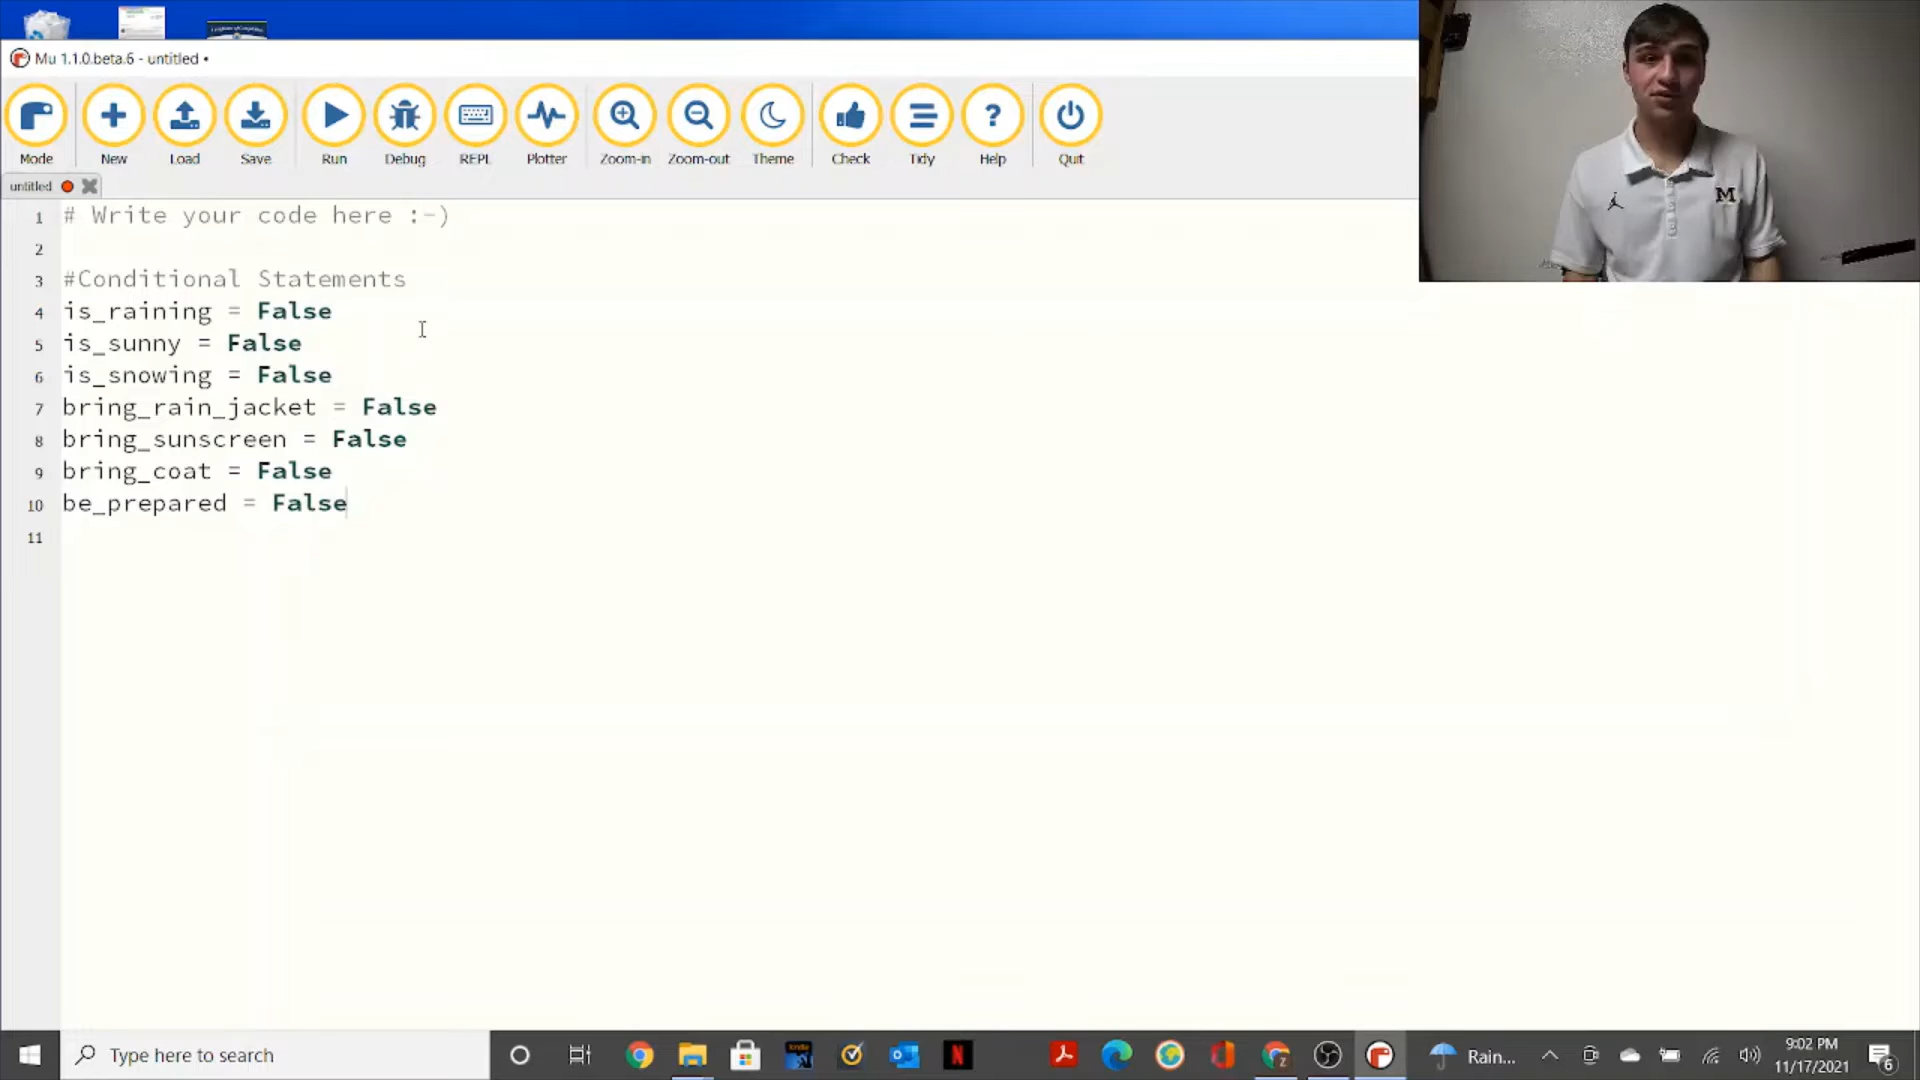 Mu 1.1.0.beta.6 - untitled •
Mode New Load Save Run Debug REPL Plotter Zoom-in Zoom-out Theme Check Tidy Help Quit
untitled
1 # Write your code here :-)
2
3 #Conditional Statements
4 is_raining = False
5 is_sunny = False
6 is_snowing = False
7 bring_rain_jacket = False
8 bring_sunscreen = False
9 bring_coat = False
10 be_prepared = False
11
M
Type here to search
Rain...
9:02 PM
11/17/2021
6